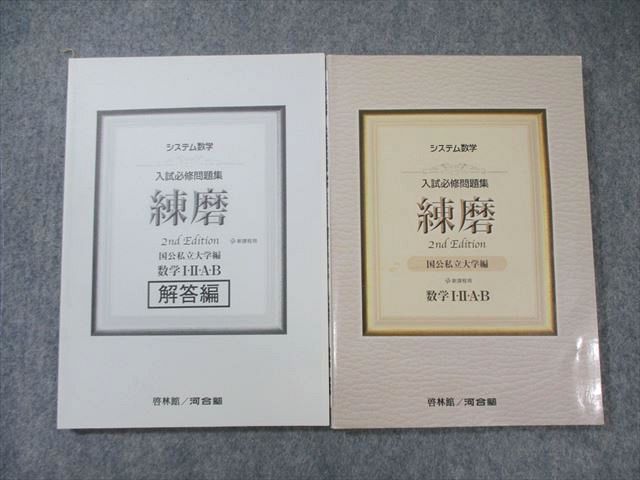 システム数学
入試必修問題集
練磨
2nd Edition
新課程用
国公私立大学編
数学I・II・A・B
解答編
啓林館／河合塾
システム数学
入試必修問題集
練磨
2nd Edition
国公私立大学編
新課程用
数学I・II・A・B
啓林館／河合塾